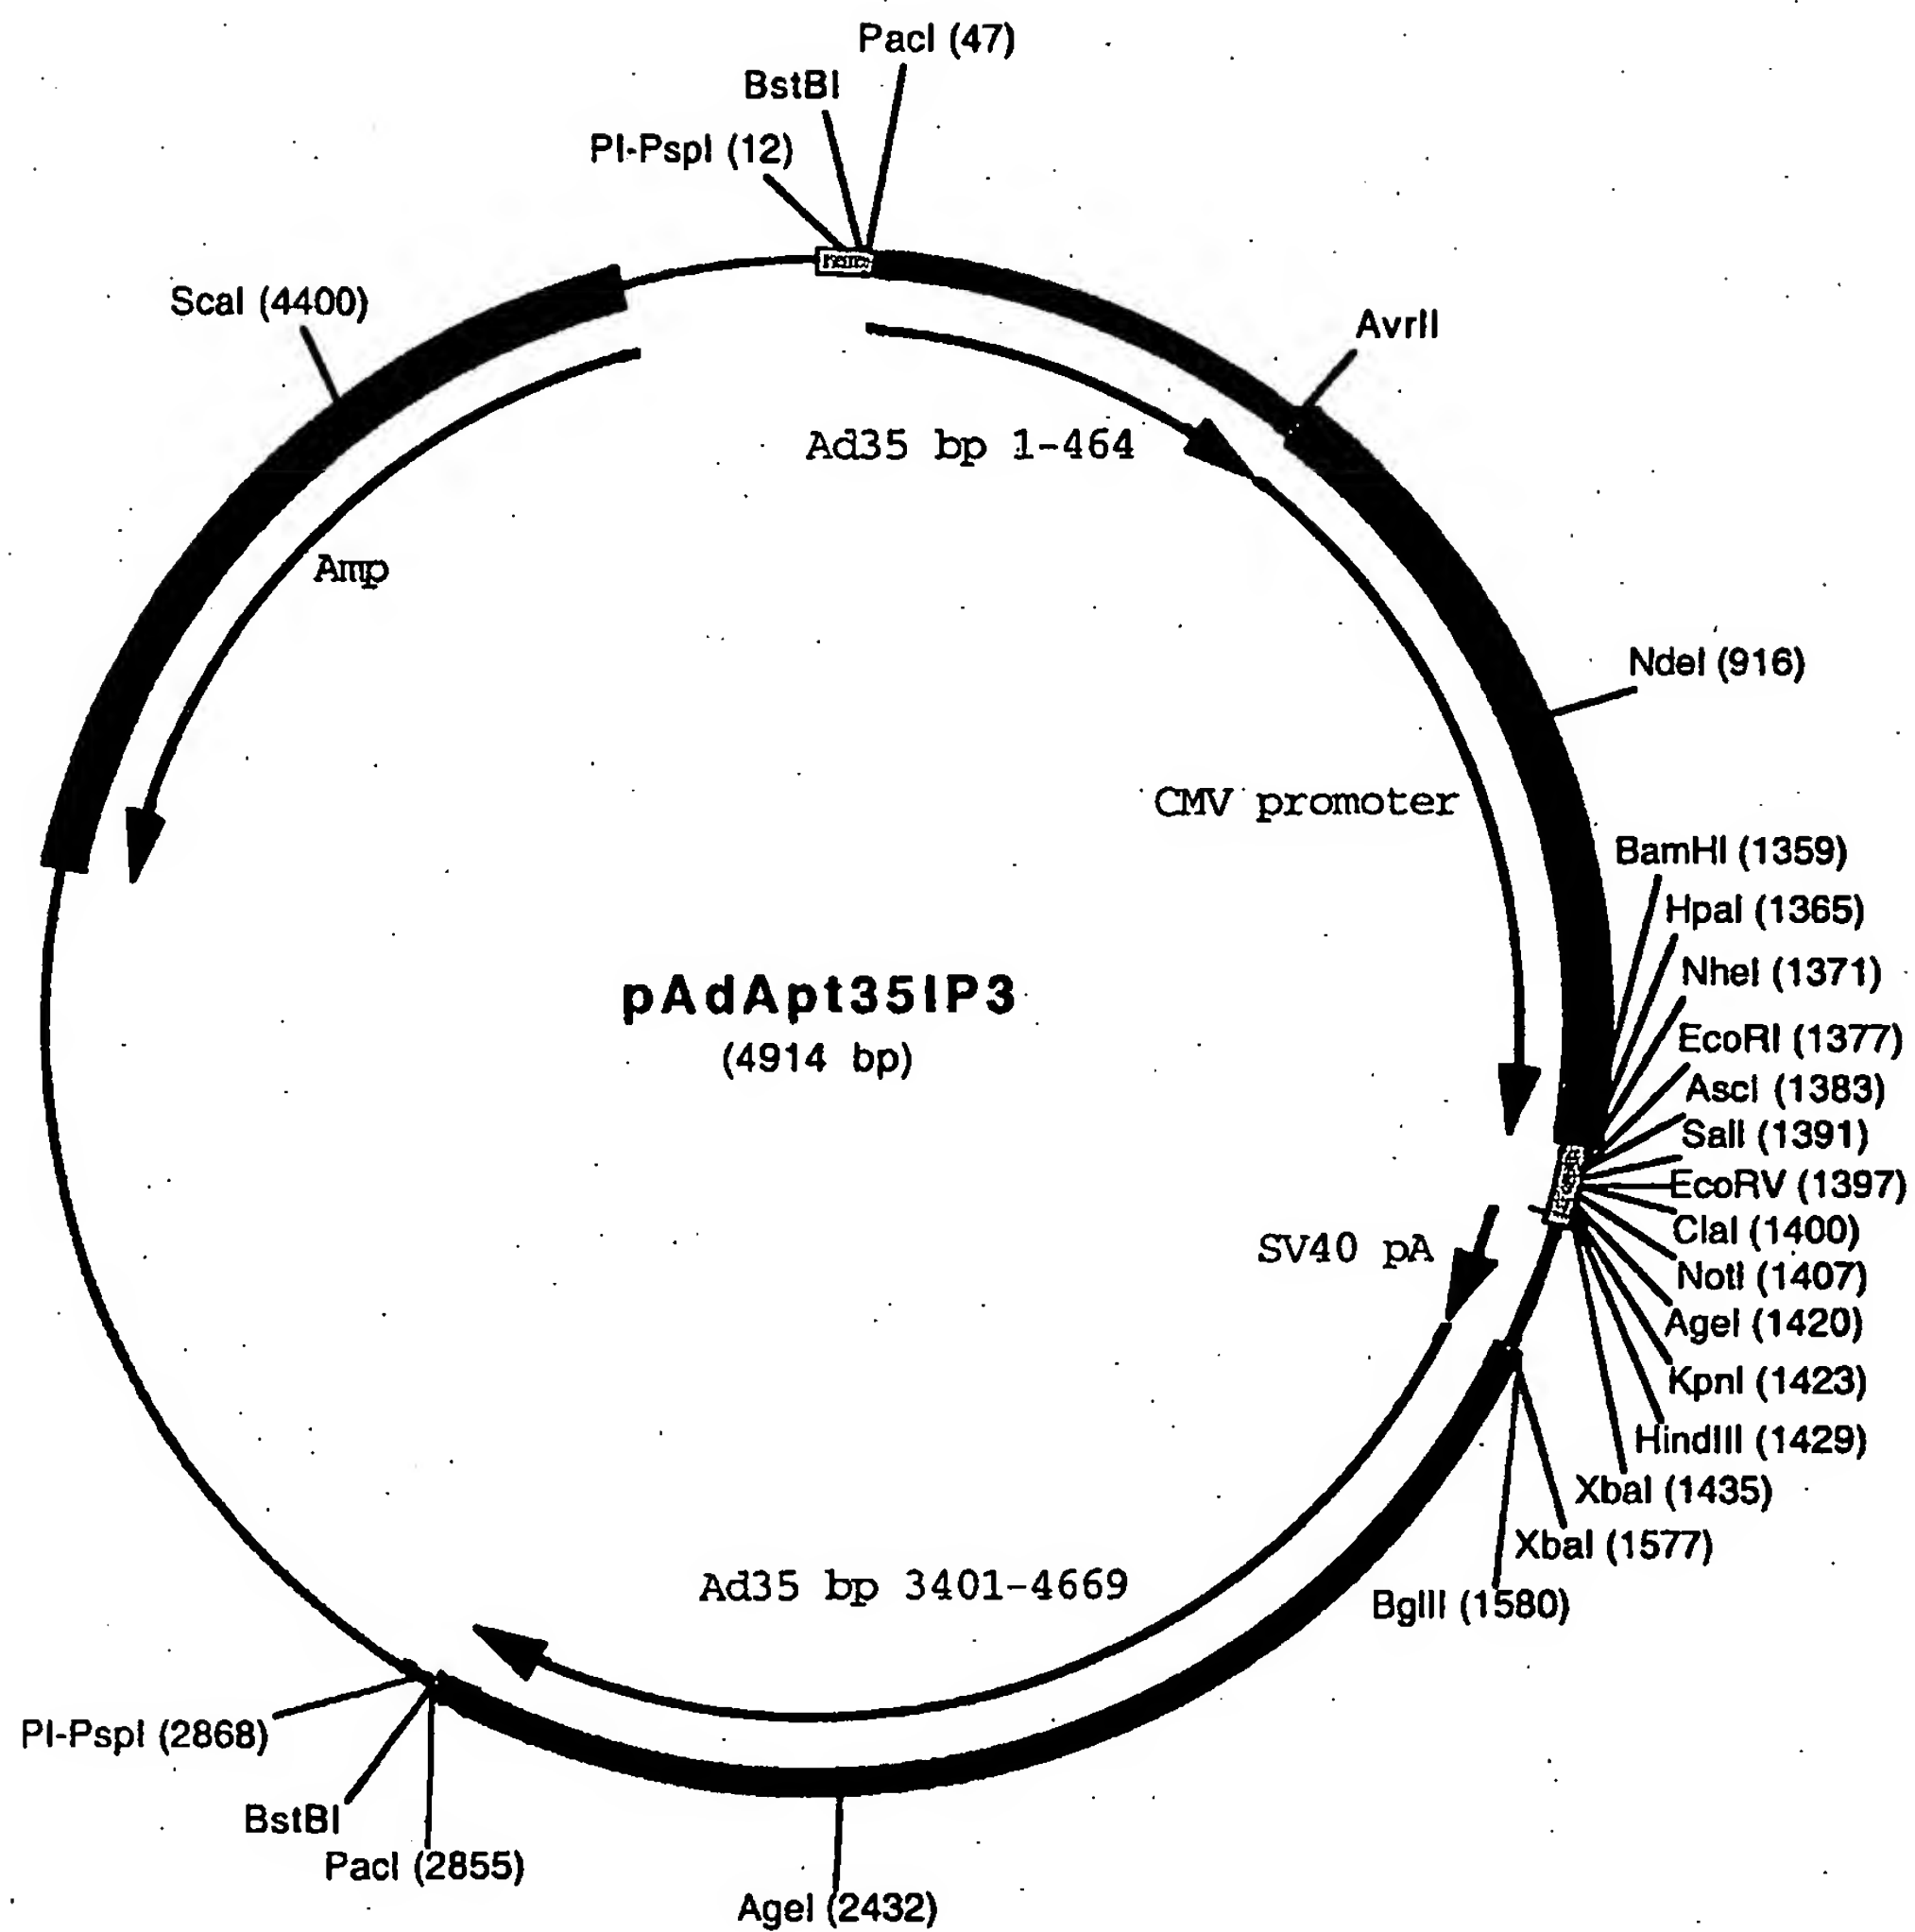 PacI (47)
BstBI
PI-PspI (12)
ScaI (4400)
AvrII
Ad35 bp 1-464
Amp
NdeI (916)
CMV promoter
BamHI (1359)
HpaI (1365)
NheI (1371)
pAdApt35IP3
(4914 bp)
EcoRI (1377)
AscI (1383)
SalI (1391)
EcoRV (1397)
ClaI (1400)
SV40 pA
NotI (1407)
AgeI (1420)
KpnI (1423)
HindIII (1429)
XbaI (1435)
XbaI (1577)
BglII (1580)
Ad35 bp 3401-4669
PI-PspI (2868)
BstBI
PacI (2855)
AgeI (2432)